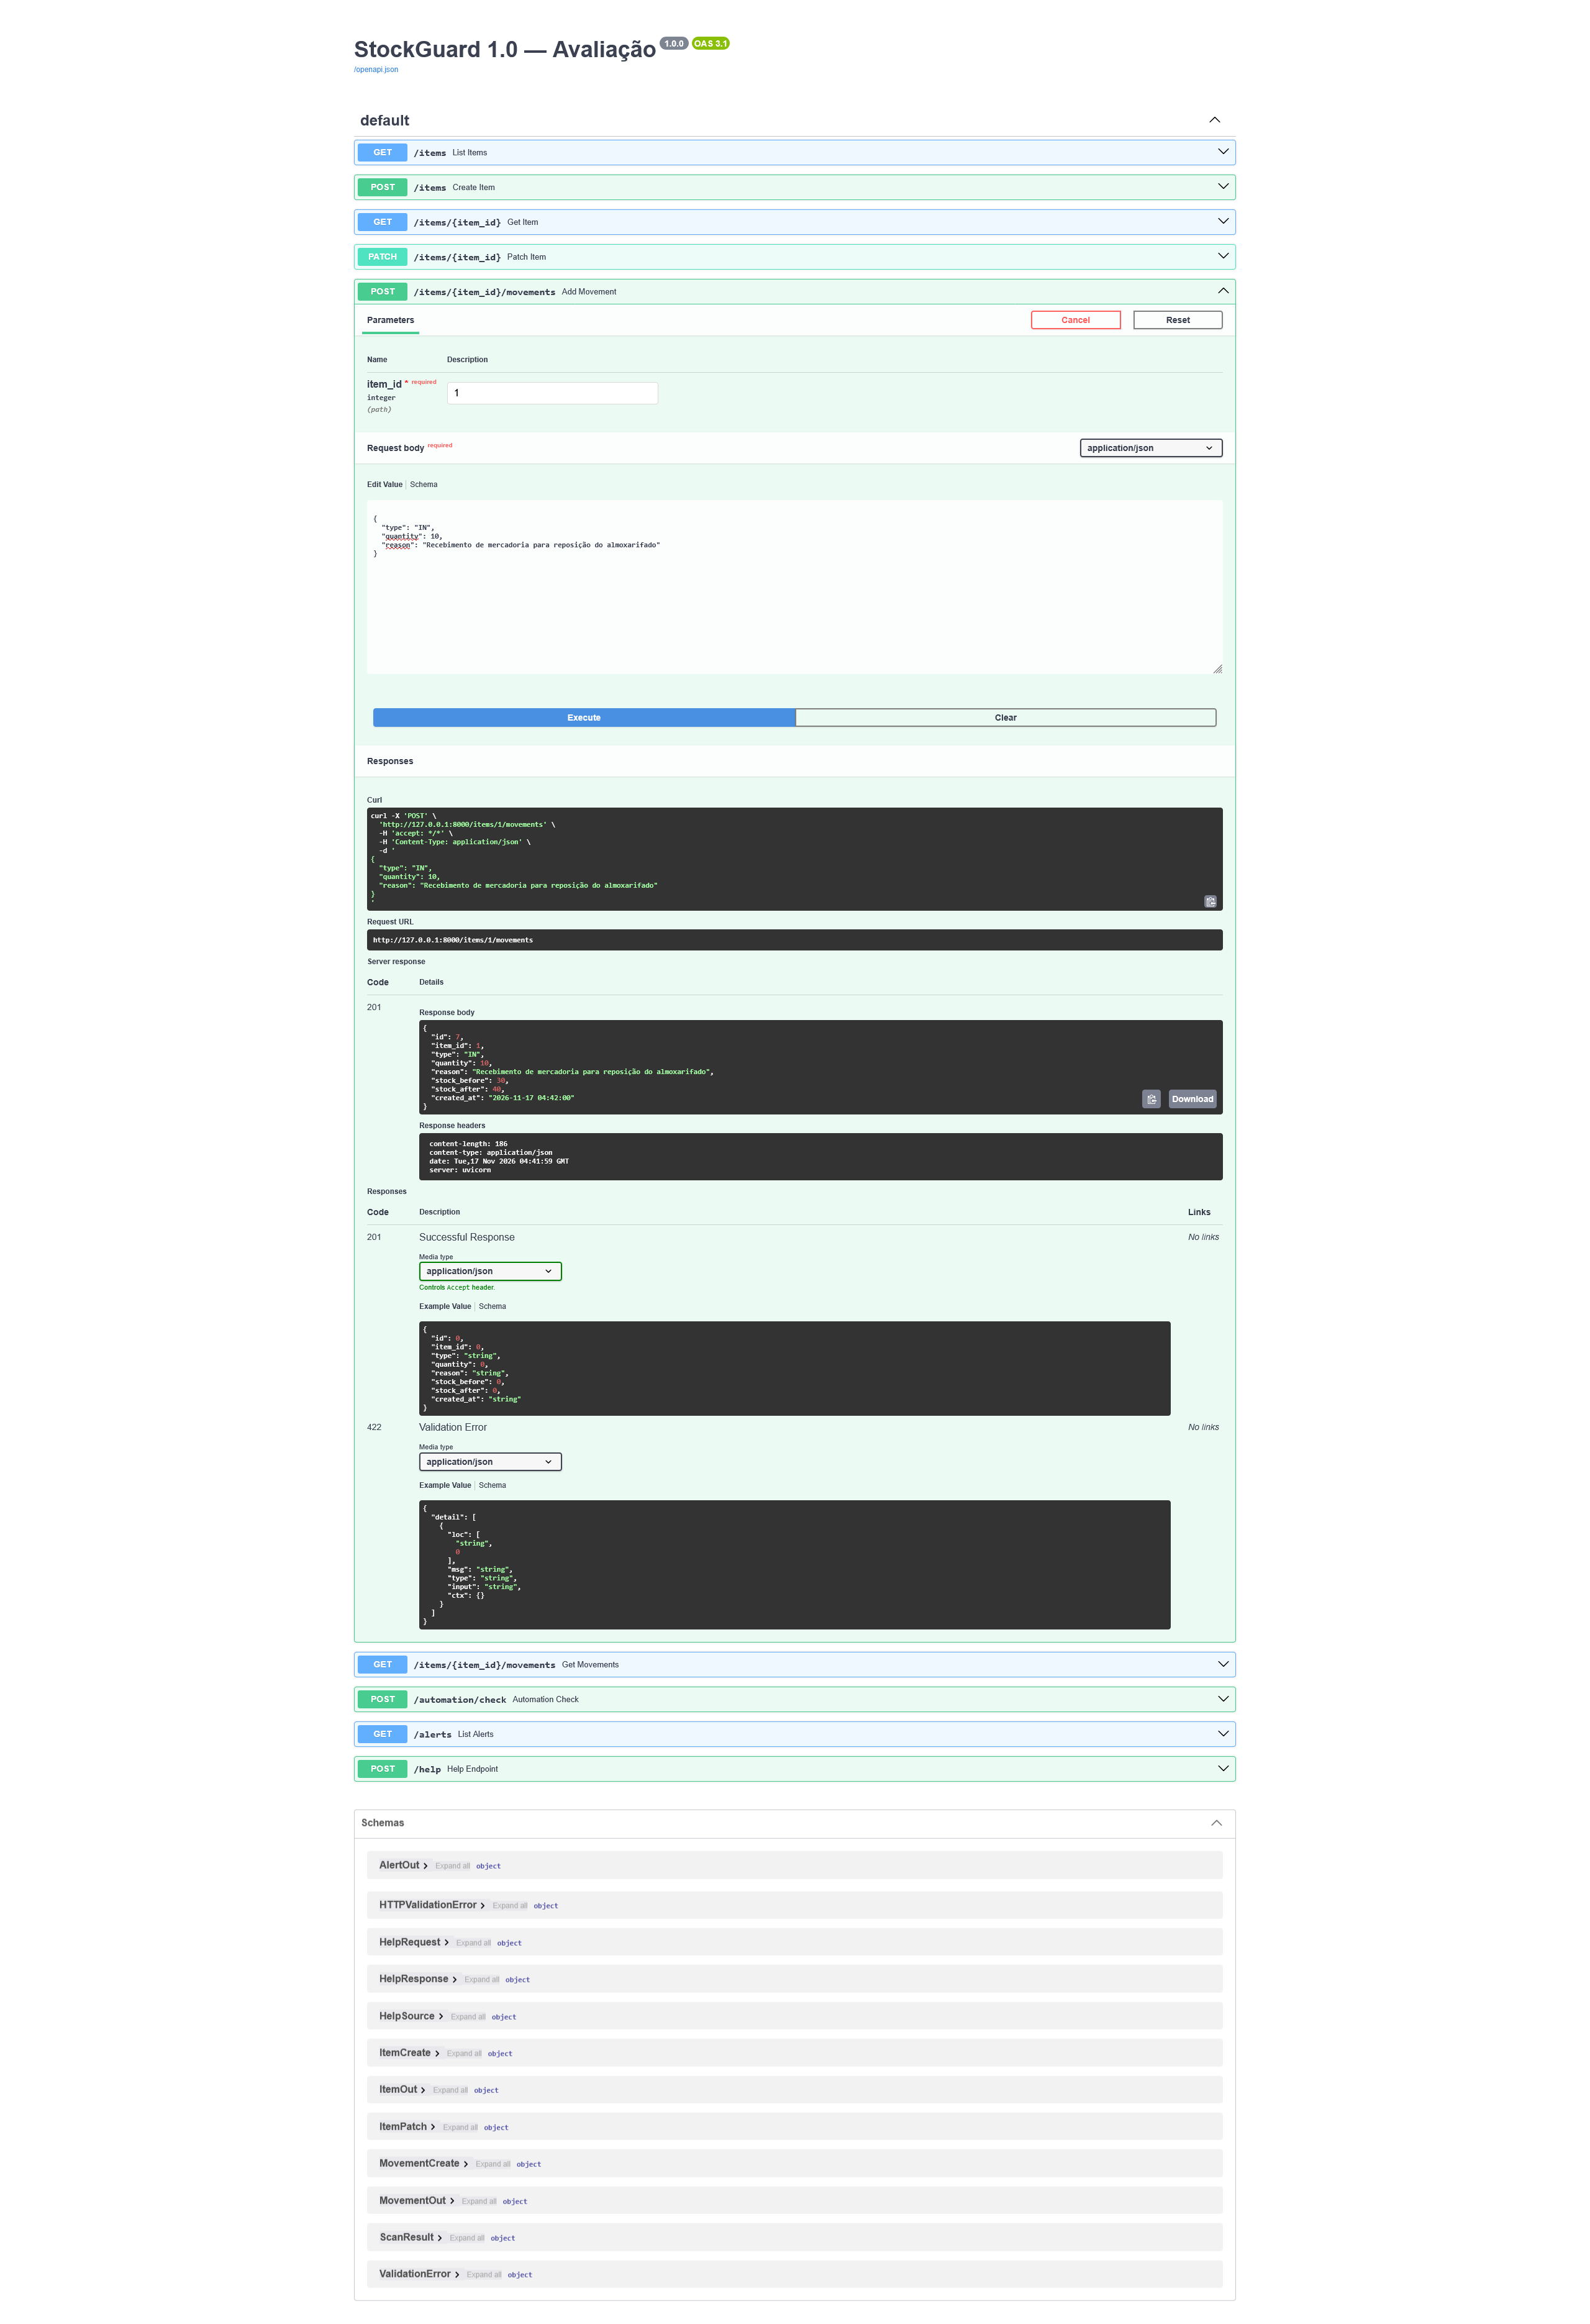 StockGuard 1.0 — Avaliação 1.0.0 OAS 3.1
/openapi.json
default
GET /items List Items
POST /items Create Item
GET /items/{item_id} Get Item
PATCH /items/{item_id} Patch Item
POST /items/{item_id}/movements Add Movement
Parameters Cancel Reset
Name Description
item_id * required 1
integer
(path)
Request body required application/json
Edit Value | Schema
{
  "type": "IN",
  "quantity": 10,
  "reason": "Recebimento de mercadoria para reposição do almoxarifado"
}
Execute Clear
Responses
Curl
curl -X 'POST' \
  'http://127.0.0.1:8000/items/1/movements' \
  -H 'accept: */*' \
  -H 'Content-Type: application/json' \
  -d '
{
  "type": "IN",
  "quantity": 10,
  "reason": "Recebimento de mercadoria para reposição do almoxarifado"
}
'
Request URL
http://127.0.0.1:8000/items/1/movements
Server response
Code Details
201
Response body
{
  "id": 7,
  "item_id": 1,
  "type": "IN",
  "quantity": 10,
  "reason": "Recebimento de mercadoria para reposição do almoxarifado",
  "stock_before": 30,
  "stock_after": 40,
  "created_at": "2026-11-17 04:42:00"
}
Download
Response headers
content-length: 186
content-type: application/json
date: Tue,17 Nov 2026 04:41:59 GMT
server: uvicorn
Responses
Code Description Links
201 Successful Response No links
Media type
application/json
Controls Accept header.
Example Value | Schema
{
  "id": 0,
  "item_id": 0,
  "type": "string",
  "quantity": 0,
  "reason": "string",
  "stock_before": 0,
  "stock_after": 0,
  "created_at": "string"
}
422 Validation Error No links
Media type
application/json
Example Value | Schema
{
  "detail": [
    {
      "loc": [
        "string",
        0
      ],
      "msg": "string",
      "type": "string",
      "input": "string",
      "ctx": {}
    }
  ]
}
GET /items/{item_id}/movements Get Movements
POST /automation/check Automation Check
GET /alerts List Alerts
POST /help Help Endpoint
Schemas
AlertOut Expand all object
HTTPValidationError Expand all object
HelpRequest Expand all object
HelpResponse Expand all object
HelpSource Expand all object
ItemCreate Expand all object
ItemOut Expand all object
ItemPatch Expand all object
MovementCreate Expand all object
MovementOut Expand all object
ScanResult Expand all object
ValidationError Expand all object